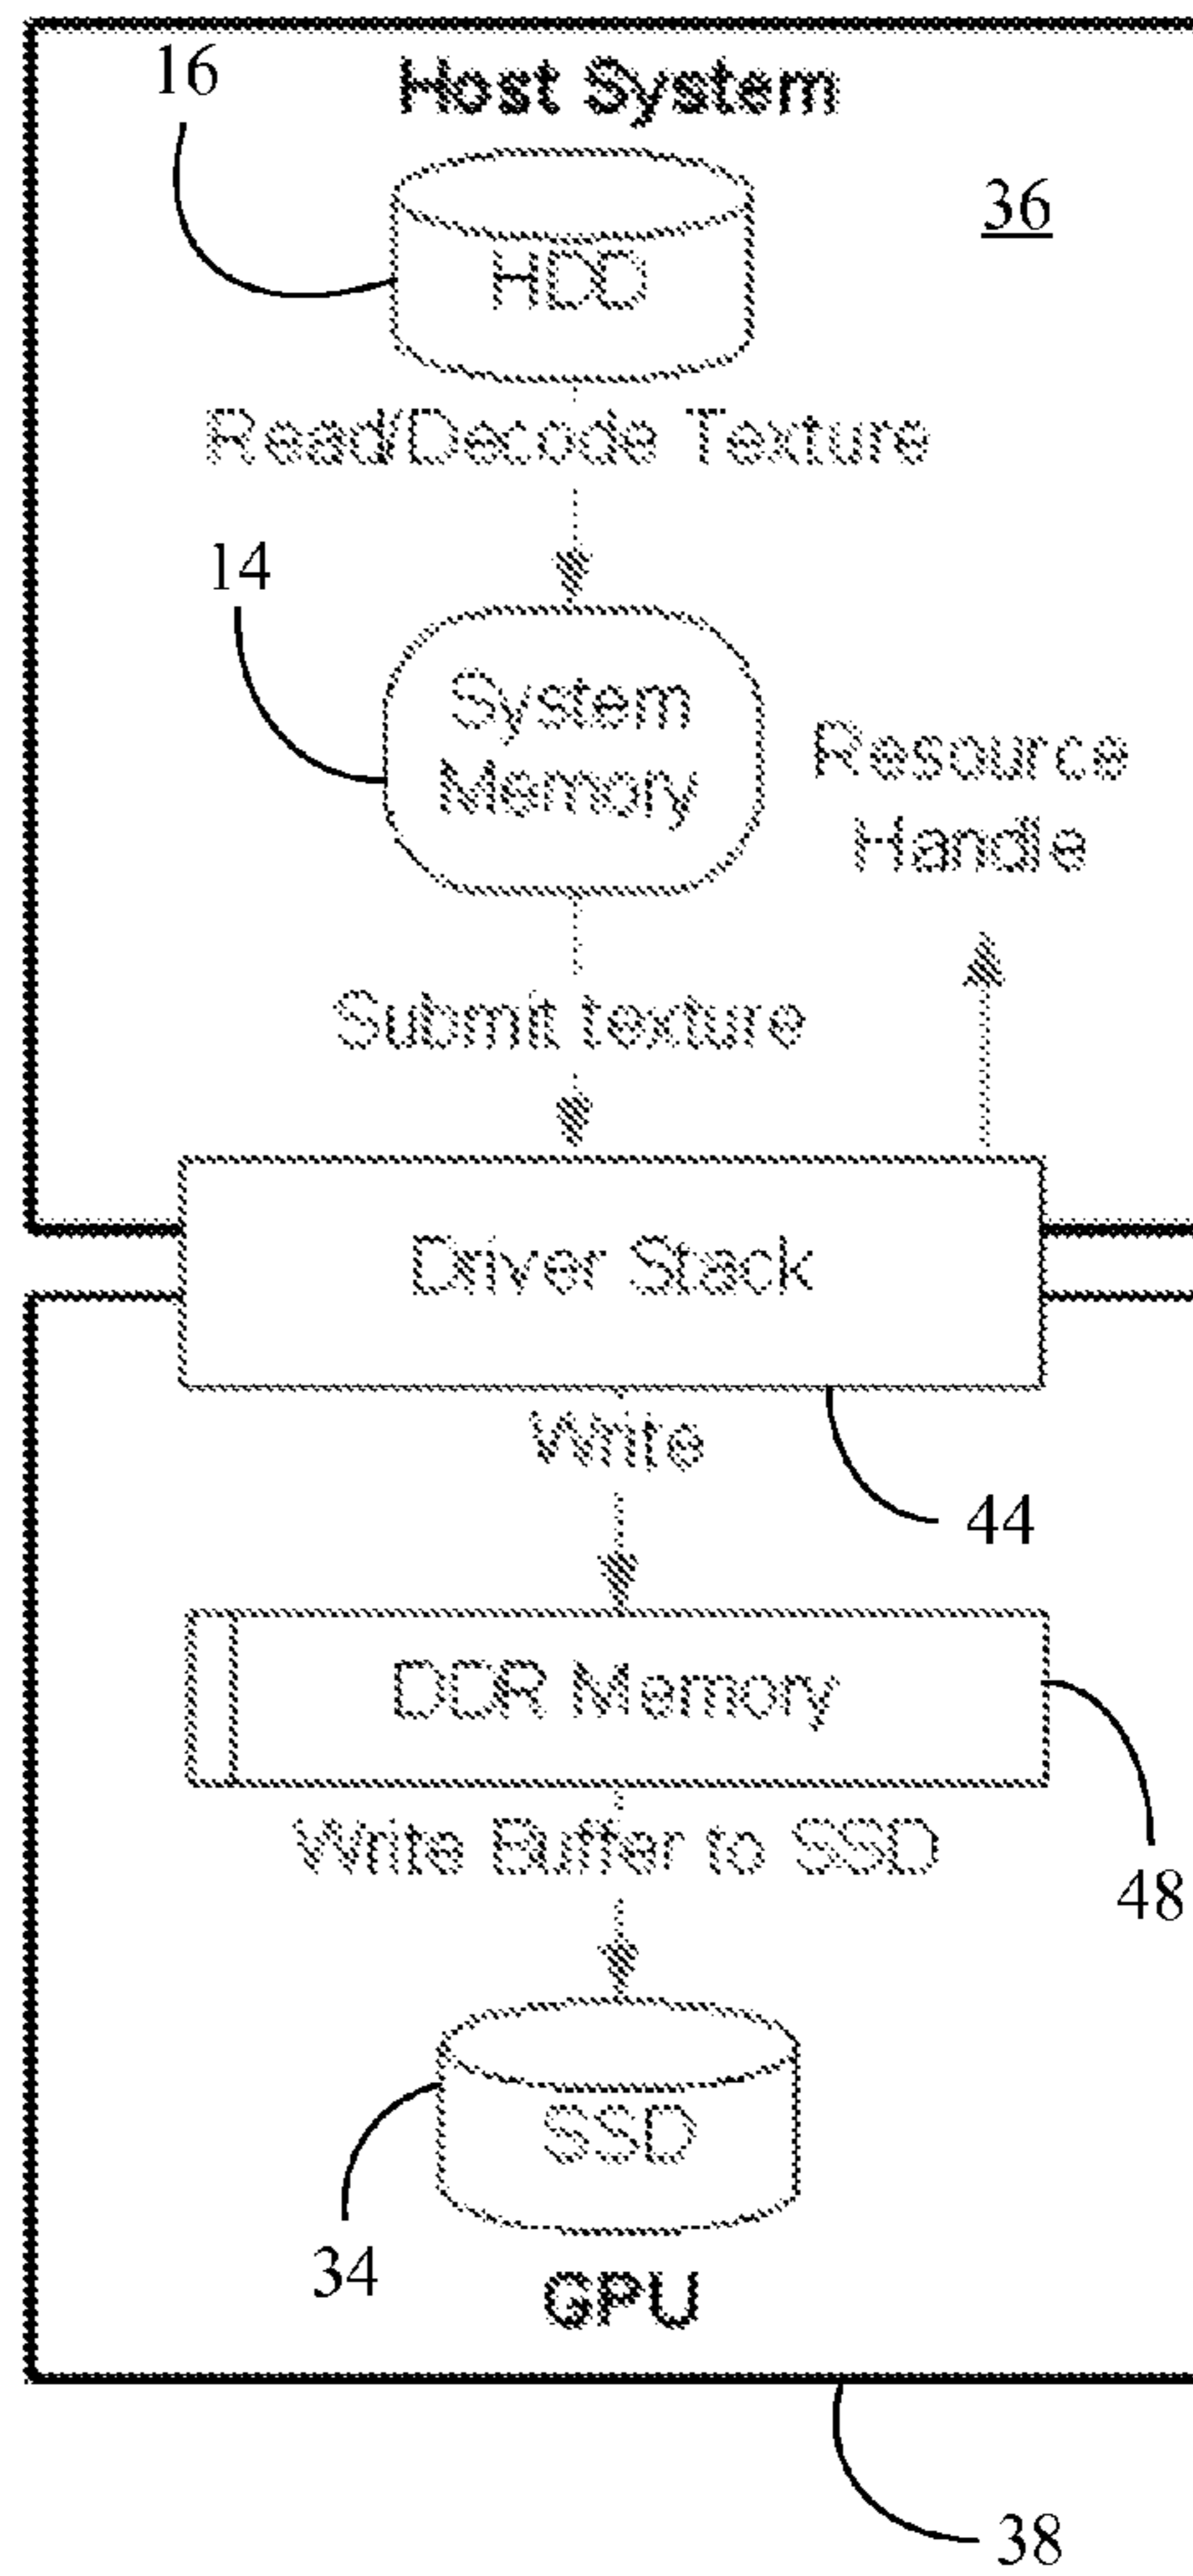 16
Host System
36
HDD
Read/Decode Texture
14
System
Memory
Resource
Handle
Submit texture
Driver Stack
Write
44
DDR Memory
Write Buffer to SSD
48
SSD
34
GPU
38